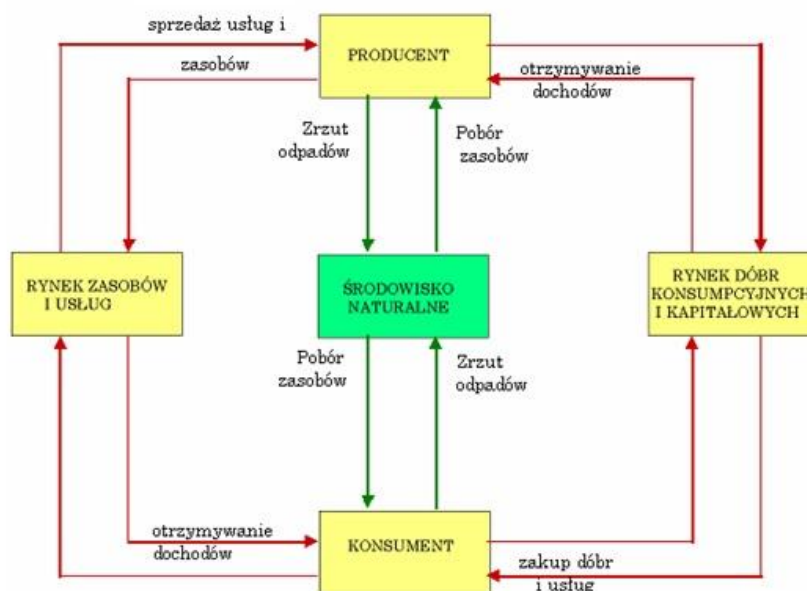 sprzedaż usług i
zasobów
PRODUCENT
otrzymywanie
dochodów
Zrzut
odpadów
Pobór
zasobów
RYNEK ZASOBÓW
I USŁUG
ŚRODOWISKO
NATURALNE
RYNEK DÓBR
KONSUMPCYJNYCH
I KAPITAŁOWYCH
Pobór
zasobów
Zrzut
odpadów
otrzymywanie
dochodów
KONSUMENT
zakup dóbr
i usług